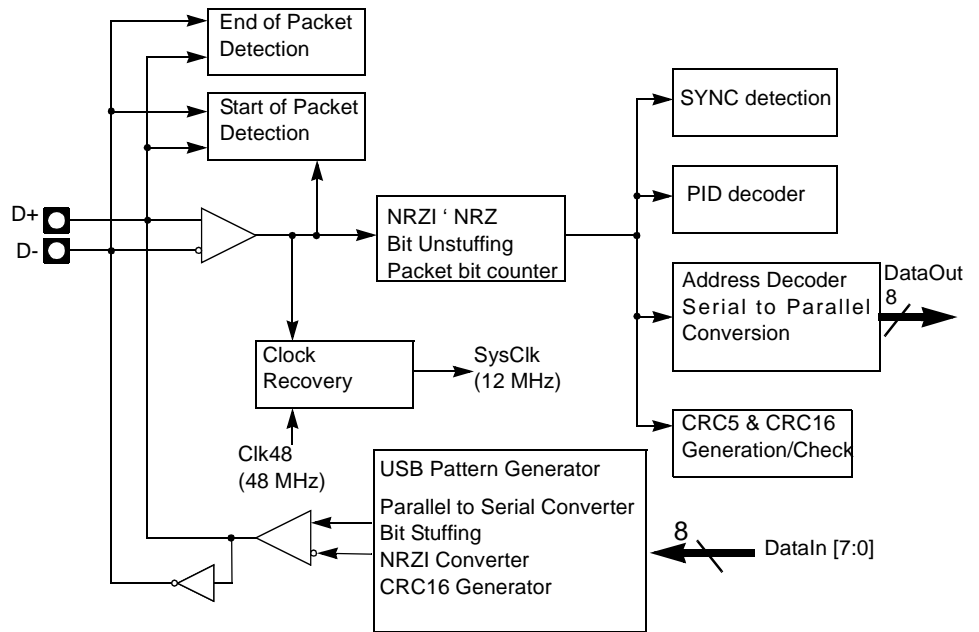 End of Packet
Detection
Start of Packet
Detection
SYNC detection
D+
D-
NRZI ‘ NRZ
Bit Unstuffing
Packet bit counter
PID decoder
Address Decoder
Serial to Parallel
Conversion
DataOut
8
Clock
Recovery
SysClk
(12 MHz)
CRC5 & CRC16
Generation/Check
Clk48
(48 MHz)
USB Pattern Generator
Parallel to Serial Converter
Bit Stuffing
NRZI Converter
CRC16 Generator
8
DataIn [7:0]